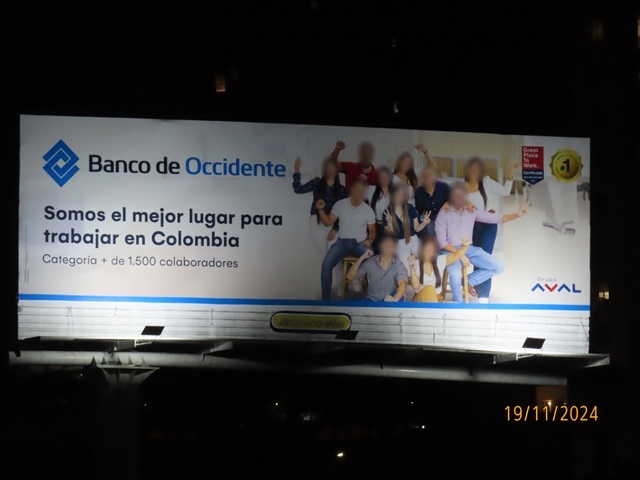 Banco de Occidente
Great
Place
To
Work
Certificada
#1
Somos el mejor lugar para
trabajar en Colombia
Categoría + de 1.500 colaboradores
Grupo
AVAL
19/11/2024